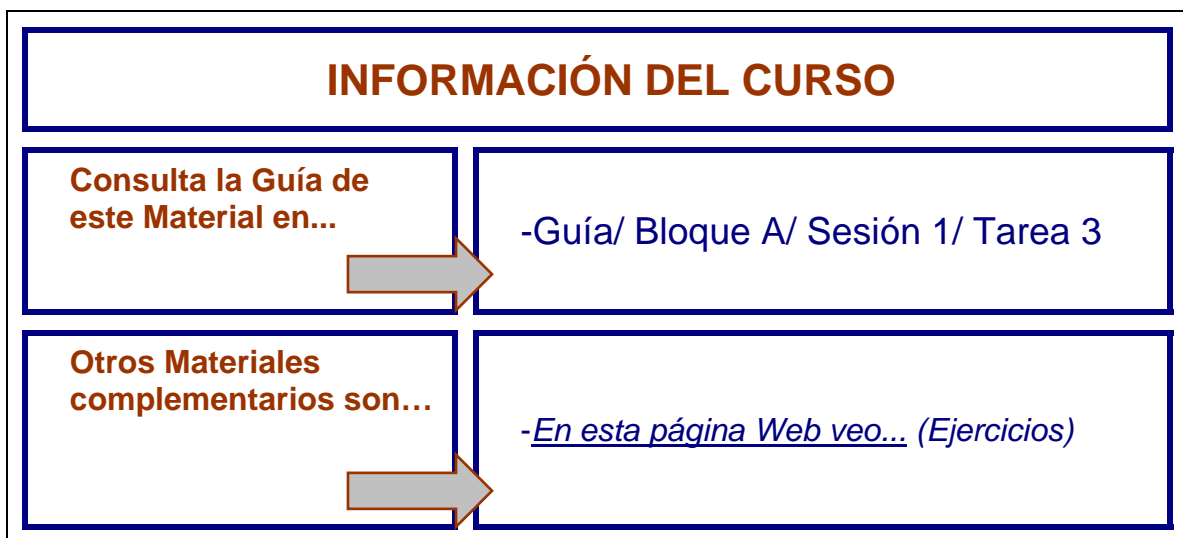 INFORMACIÓN DEL CURSO
Consulta la Guía de
este Material en...
-Guía/ Bloque A/ Sesión 1/ Tarea 3
Otros Materiales
complementarios son…
-En esta página Web veo... (Ejercicios)